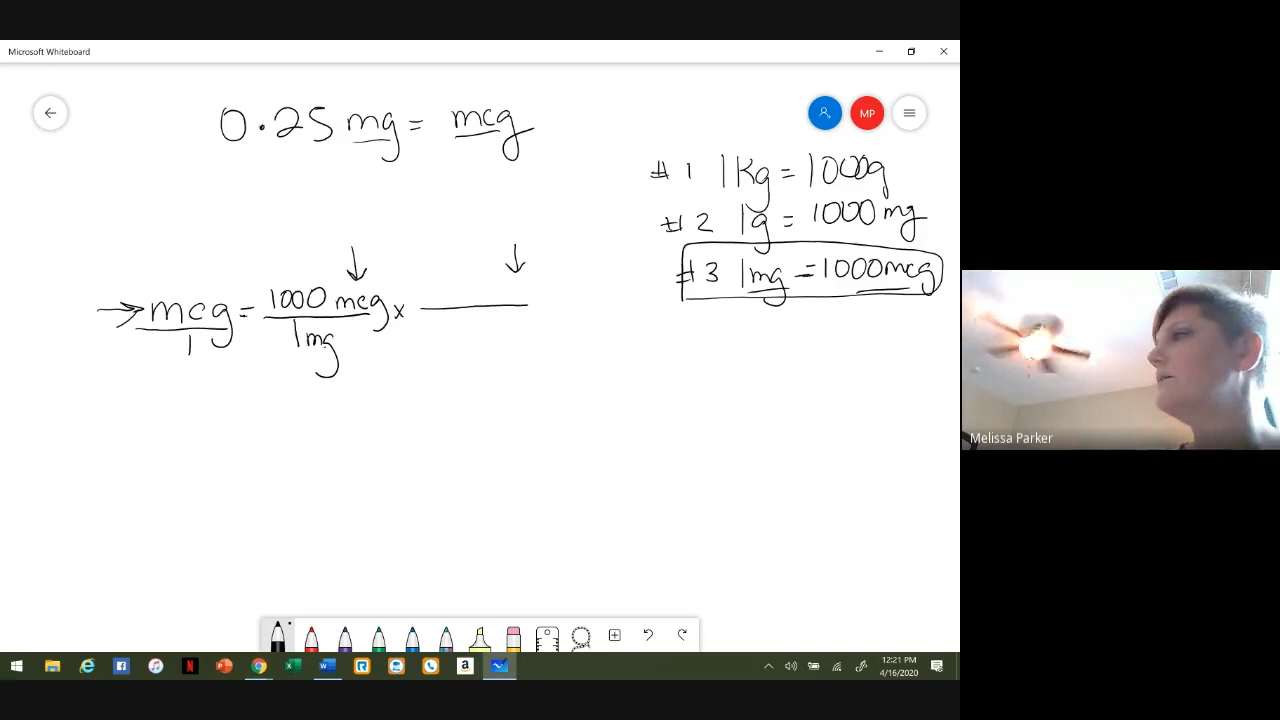 Microsoft Whiteboard
MP
0.25 mg = mcg
# 1 1Kg = 1000g
# 2 1g = 1000 mg
# 3 1mg = 1000mcg
mcg = 1000 mcg x
1 1mg
Melissa Parker
12:21 PM
4/16/2020